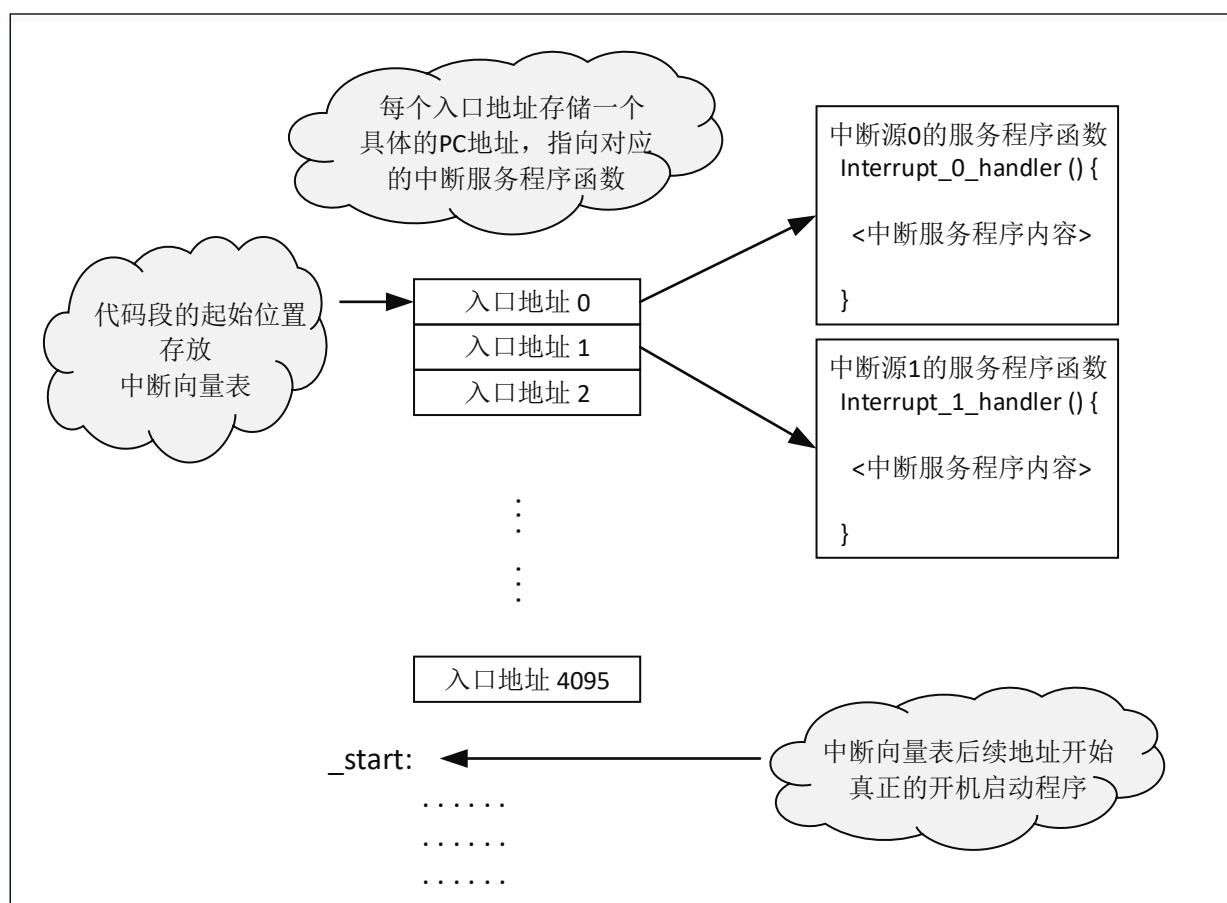 每个入口地址存储一个
具体的PC地址，指向对应
的中断服务程序函数
代码段的起始位置
存放
中断向量表
入口地址 0
入口地址 1
入口地址 2
中断源0的服务程序函数
Interrupt_0_handler () {
<中断服务程序内容>
}
中断源1的服务程序函数
Interrupt_1_handler () {
<中断服务程序内容>
}
入口地址 4095
_start:
中断向量表后续地址开始
真正的开机启动程序
. . . . . .
. . . . . .
. . . . . .